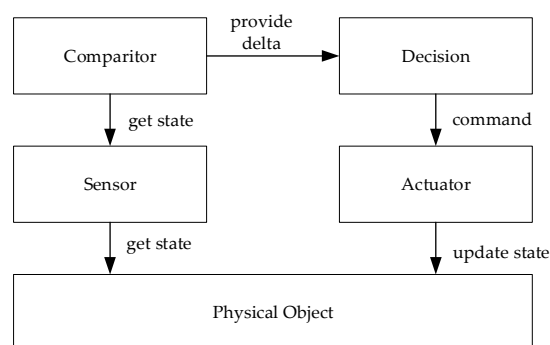 provide
delta
Comparitor
Decision
get state
command
Sensor
Actuator
get state
update state
Physical Object